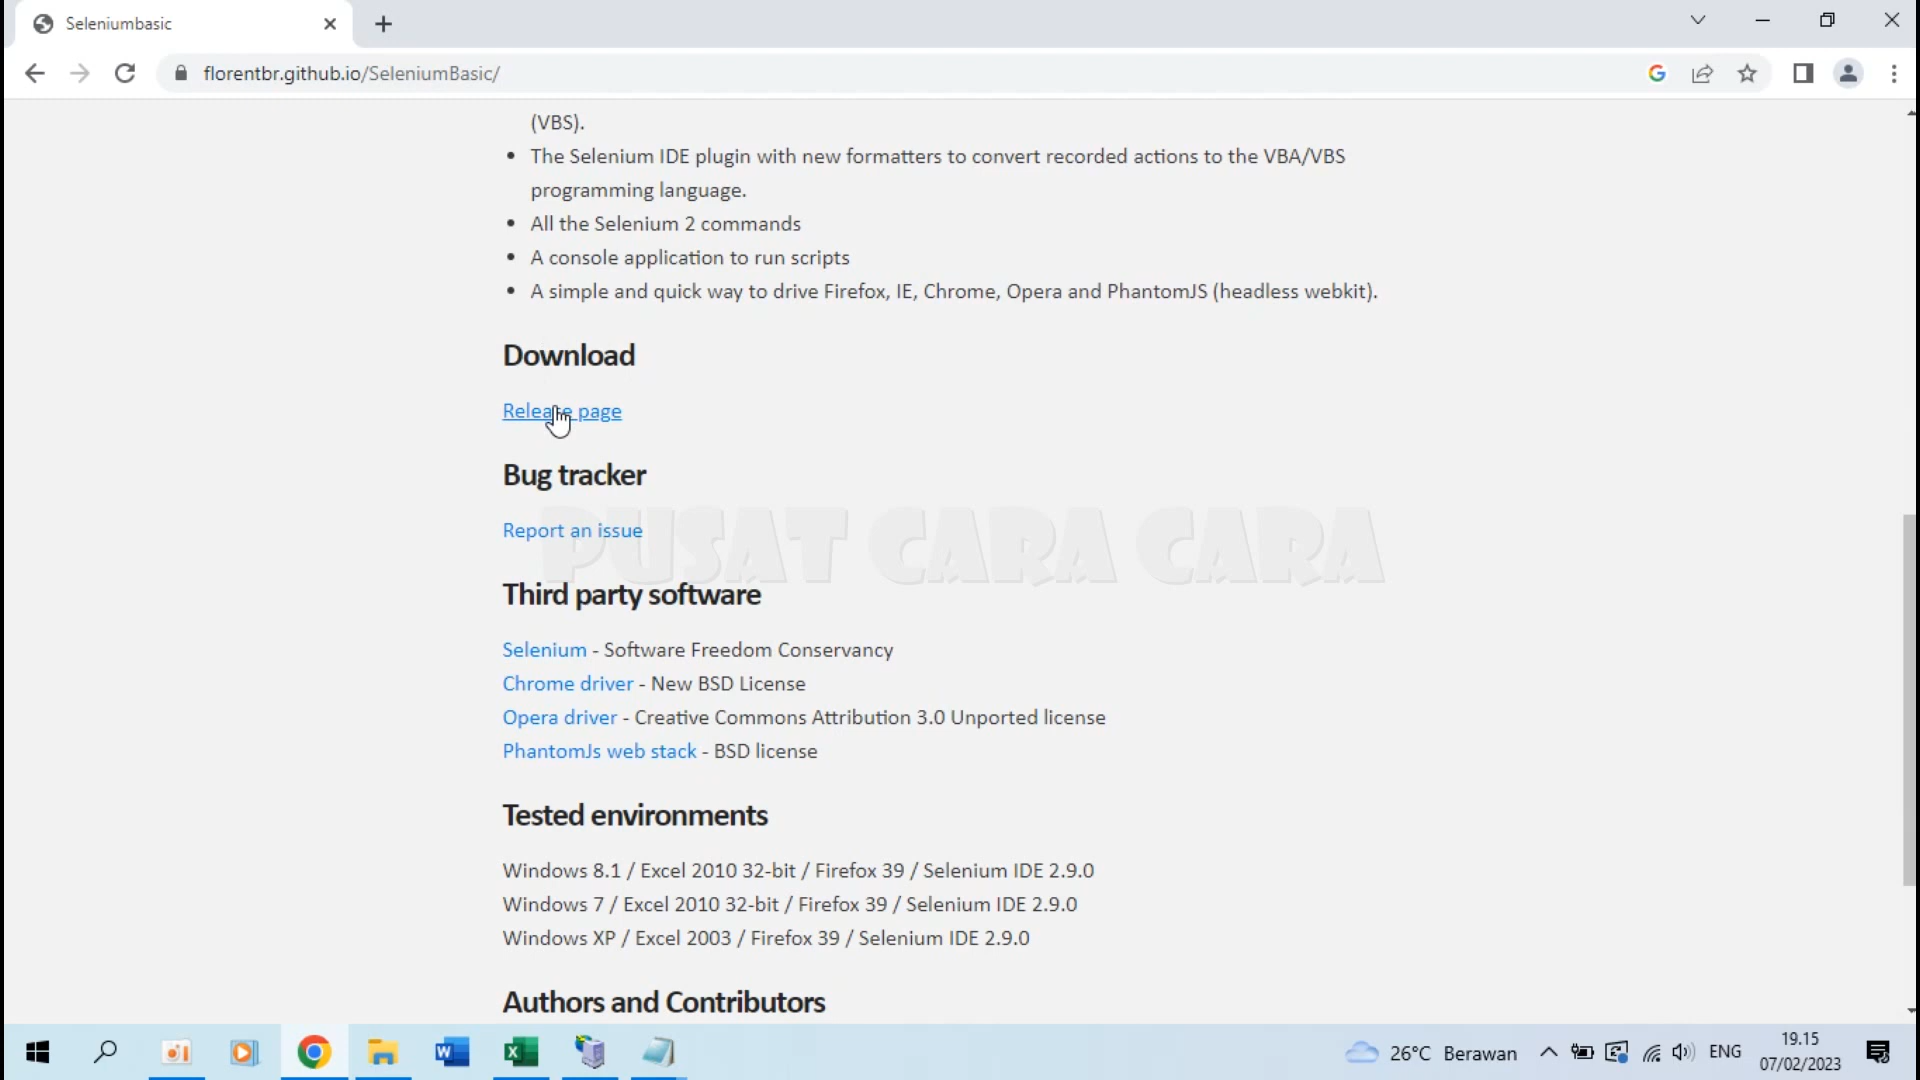 Seleniumbasic
florentbr.github.io/SeleniumBasic/
(VBS).
• The Selenium IDE plugin with new formatters to convert recorded actions to the VBA/VBS
programming language.
• All the Selenium 2 commands
• A console application to run scripts
• A simple and quick way to drive Firefox, IE, Chrome, Opera and PhantomJS (headless webkit).
Download
Release page
Bug tracker
Report an issue
PUSAT CARA CARA
Third party software
Selenium - Software Freedom Conservancy
Chrome driver - New BSD License
Opera driver - Creative Commons Attribution 3.0 Unported license
PhantomJs web stack - BSD license
Tested environments
Windows 8.1 / Excel 2010 32-bit / Firefox 39 / Selenium IDE 2.9.0
Windows 7 / Excel 2010 32-bit / Firefox 39 / Selenium IDE 2.9.0
Windows XP / Excel 2003 / Firefox 39 / Selenium IDE 2.9.0
Authors and Contributors
26°C Berawan ENG 19.15
07/02/2023